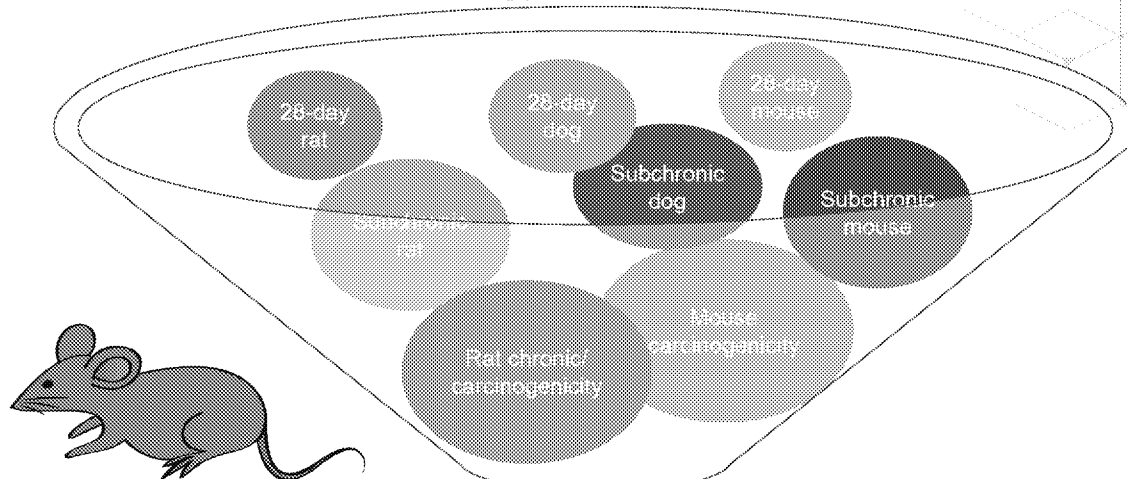 28-day
rat
28-day
dog
28-day
mouse
Subchronic
dog
Subchronic
mouse
Subchronic
rat
Mouse
carcinogenicity
Rat chronic/
carcinogenicity